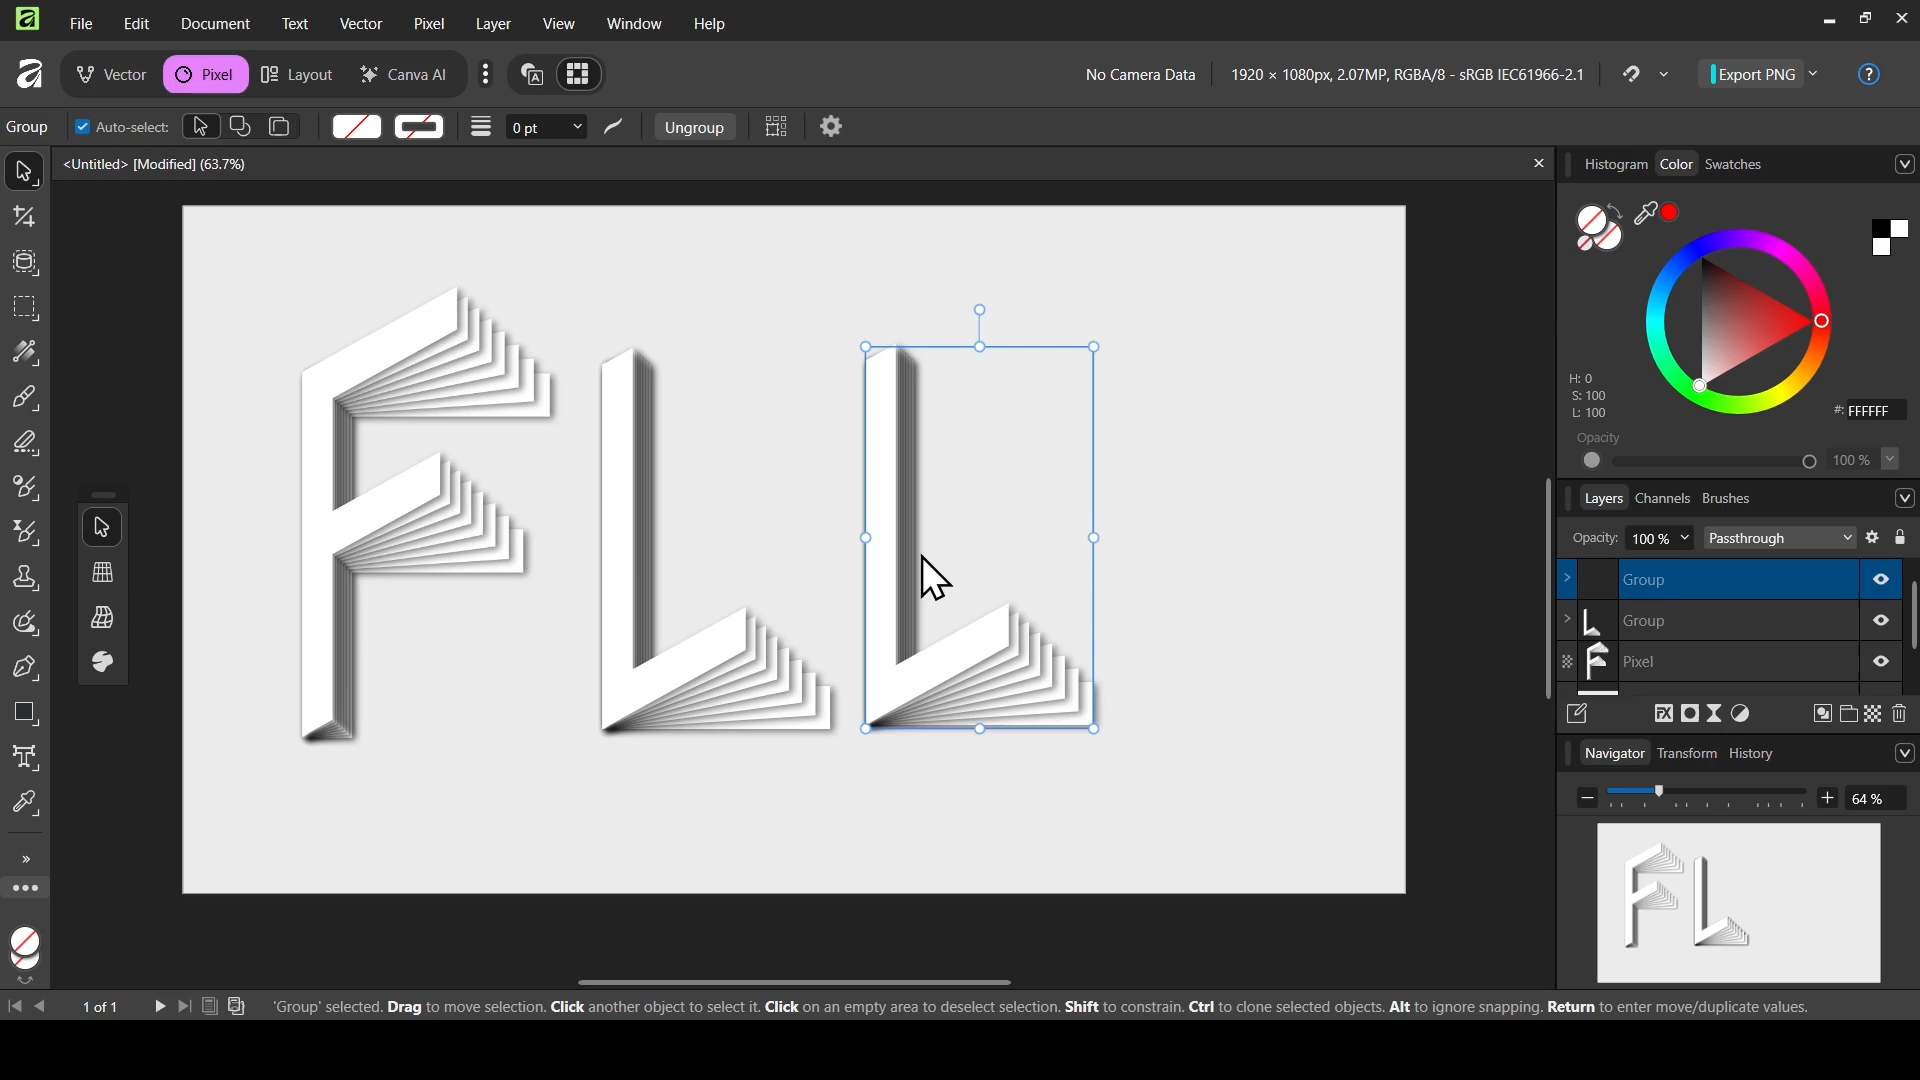 File Edit Document Text Vector Pixel Layer View Window Help
Vector Pixel Layout Canva AI No Camera Data 1920 × 1080px, 2.07MP, RGBA/8 - sRGB IEC61966-2.1 Export PNG ?
Group Auto-select: 0 pt Ungroup
<Untitled> [Modified] (63.7%)
Histogram Color Swatches
F L L
H: 0
S: 100
L: 100
#: FFFFFF
Opacity
100 %
Layers Channels Brushes
Opacity: 100 % Passthrough
Group
Group
Pixel
Navigator Transform History
64 %
F L
1 of 1 'Group' selected. Drag to move selection. Click another object to select it. Click on an empty area to deselect selection. Shift to constrain. Ctrl to clone selected objects. Alt to ignore snapping. Return to enter move/duplicate values.